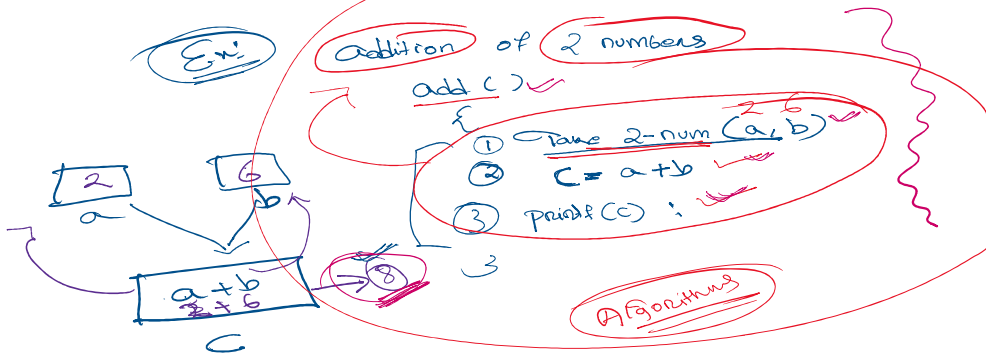 Ex: addition of 2 numbers
add ( )
{
2 6
① Take 2-num (a, b)
② C = a+b
③ printf(c) ;
}
2 6
a b
a+b
2+6
8
C
Algorithms